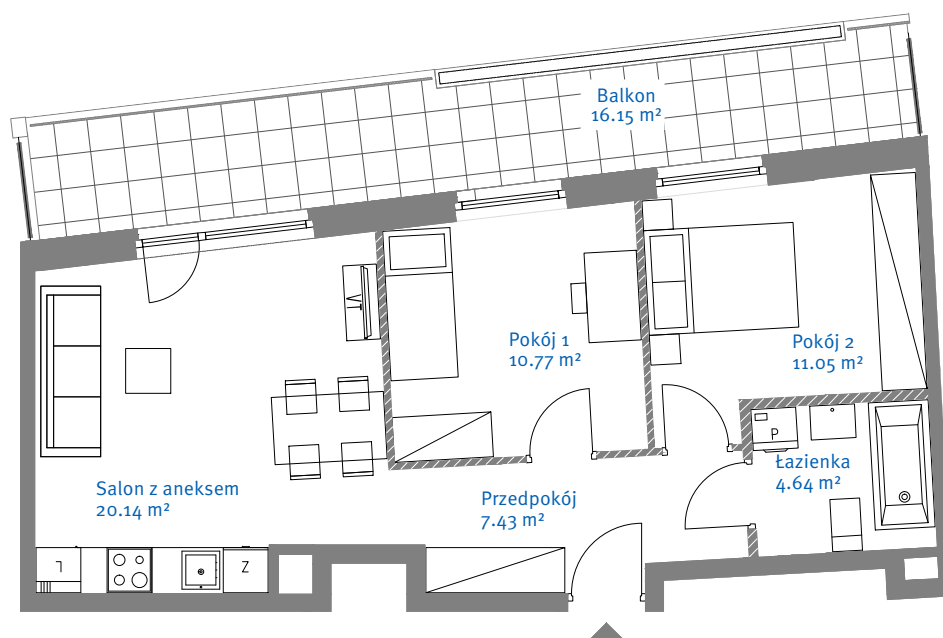 Balkon
16.15 m²
TV
Pokój 1
10.77 m²
Pokój 2
11.05 m²
P
Łazienka
4.64 m²
Salon z aneksem
20.14 m²
Przedpokój
7.43 m²
L
Z